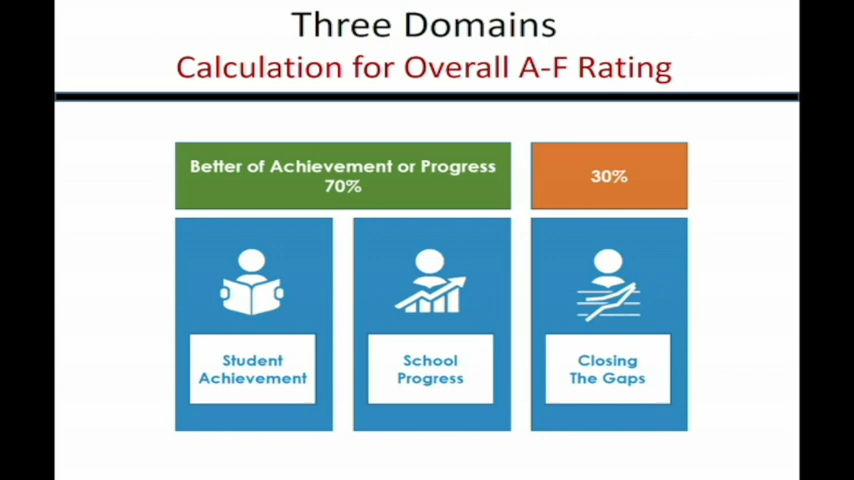 Three Domains
Calculation for Overall A-F Rating
Better of Achievement or Progress
70%
30%
Student
Achievement
School
Progress
Closing
The Gaps